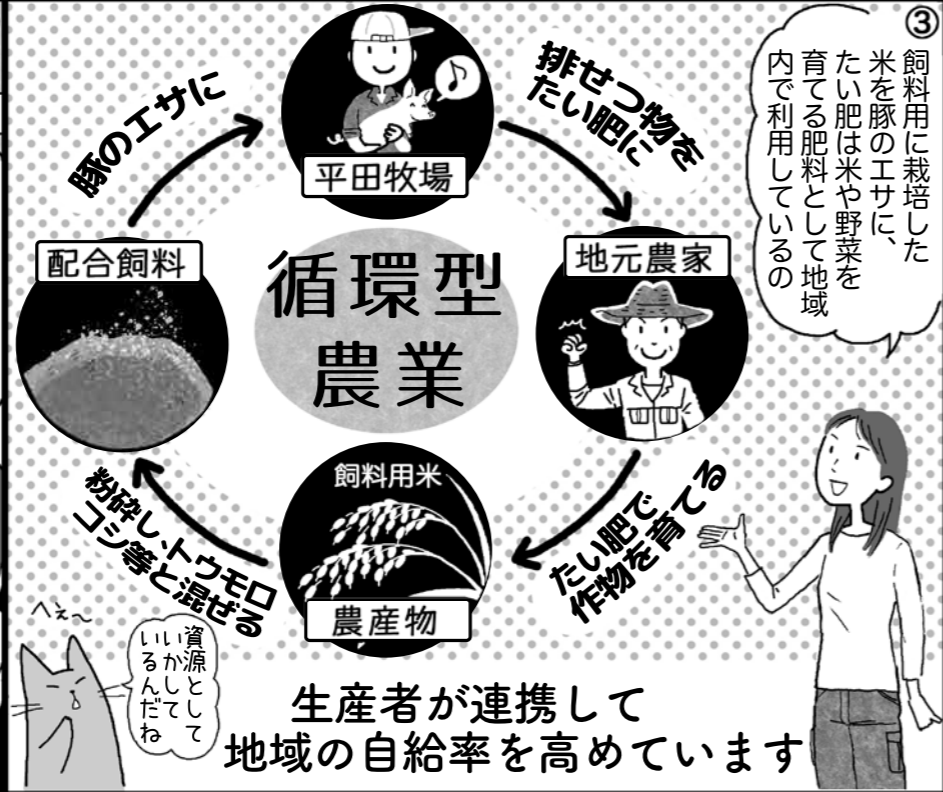 ③
飼料用に栽培した
米を豚のエサに、
たい肥は米や野菜を
育てる肥料として地域
内で利用しているの
平田牧場
排せつ物を
たい肥に
地元農家
たい肥で
作物を育てる
飼料用米
農産物
粉砕し、トウモロ
コシ等と混ぜる
配合飼料
豚のエサに
循環型
農業
へぇ〜
資源として
いかして
いるんだね
生産者が連携して
地域の自給率を高めています